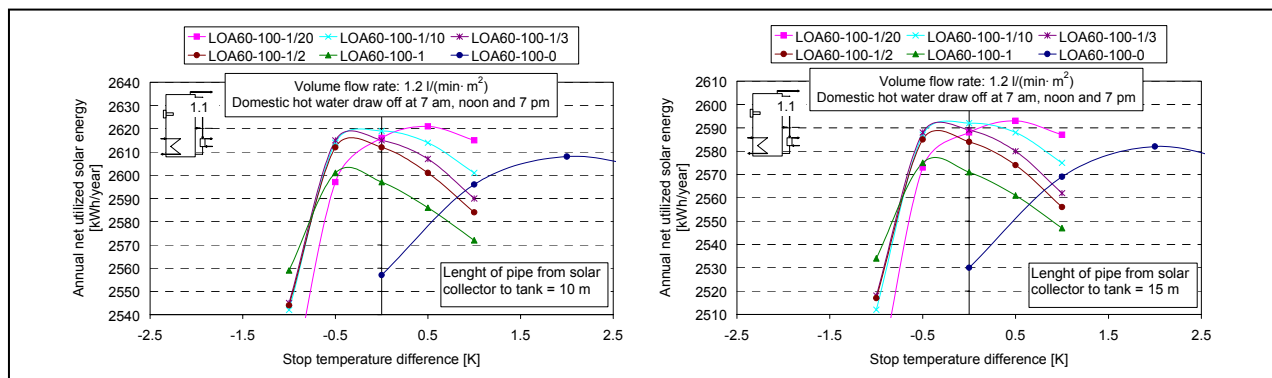 LOA60-100-1/20 LOA60-100-1/10 LOA60-100-1/3
LOA60-100-1/2 LOA60-100-1 LOA60-100-0
Volume flow rate: 1.2 l/(min· m²)
Domestic hot water draw off at 7 am, noon and 7 pm
1.1
Annual net utilized solar energy
[kWh/year]
2640
2630
2620
2610
2600
2590
2580
2570
2560
2550
2540
Lenght of pipe from solar
collector to tank = 10 m
-2.5 -1.5 -0.5 0.5 1.5 2.5
Stop temperature difference [K]
LOA60-100-1/20 LOA60-100-1/10 LOA60-100-1/3
LOA60-100-1/2 LOA60-100-1 LOA60-100-0
Volume flow rate: 1.2 l/(min· m²)
Domestic hot water draw off at 7 am, noon and 7 pm
1.1
Annual net utilized solar energy
[kWh/year]
2610
2600
2590
2580
2570
2560
2550
2540
2530
2520
2510
Lenght of pipe from solar
collector to tank = 15 m
-2.5 -1.5 -0.5 0.5 1.5 2.5
Stop temperature difference [K]